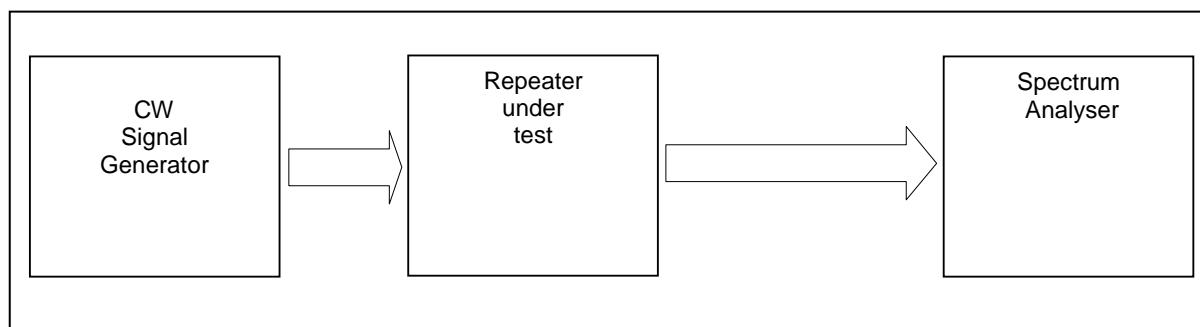 CW
Signal
Generator
Repeater
under
test
Spectrum
Analyser